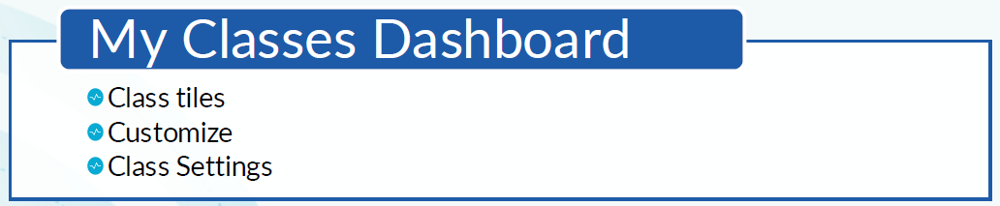 My Classes Dashboard
Class tiles
Customize
Class Settings